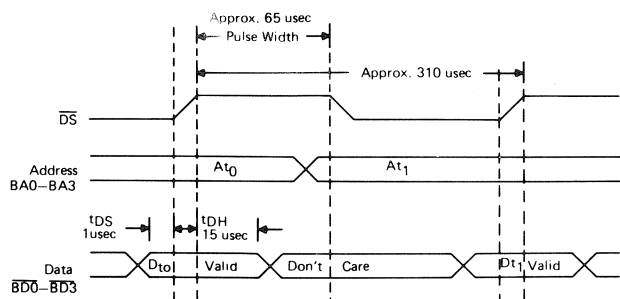 Approx. 65 usec
Pulse Width
Approx. 310 usec
DS
Address
BA0–BA3
At0
At1
tDS
1usec
tDH
15 usec
Data
BD0–BD3
Dto
Valid
Don't
Care
Dt1
Valid